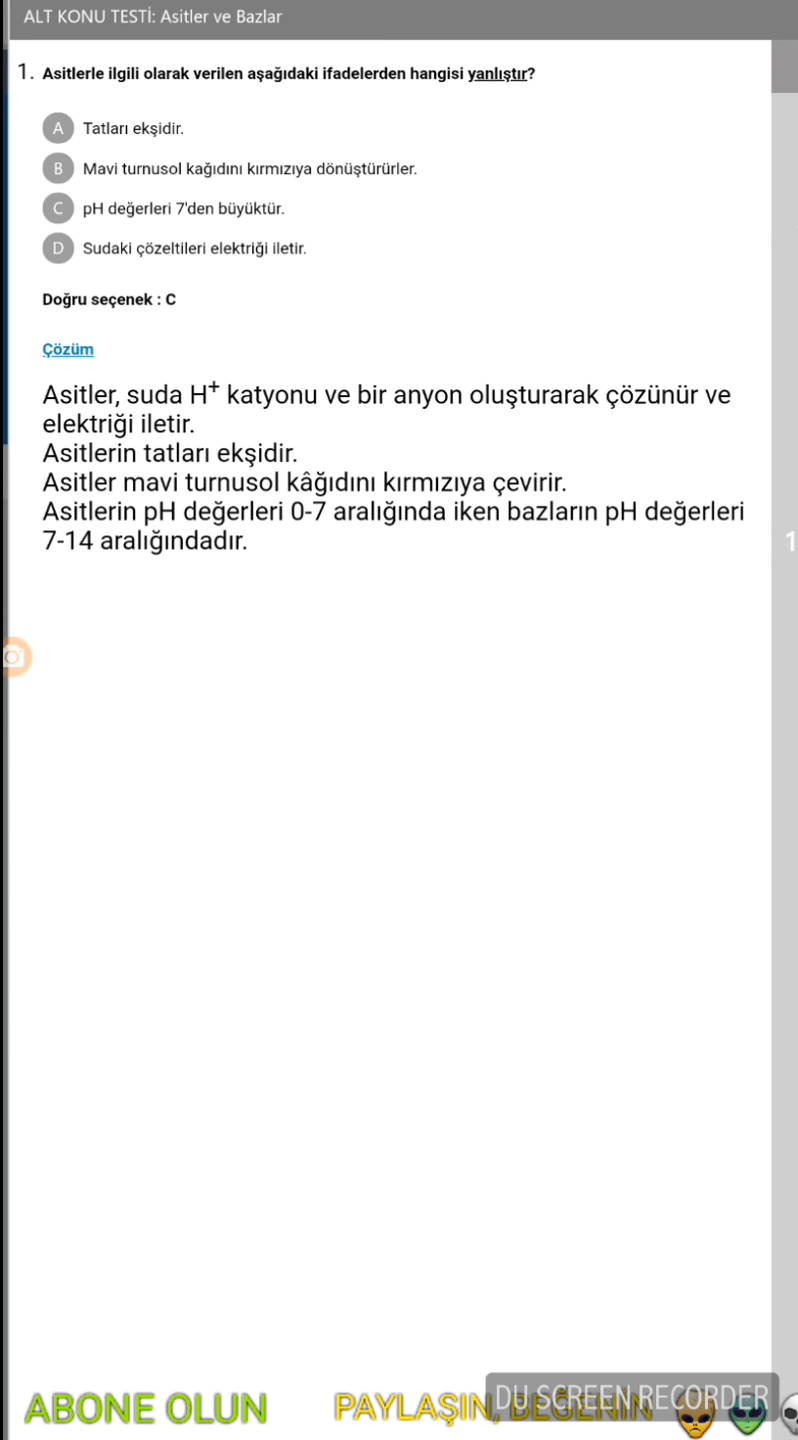 ALT KONU TESTİ: Asitler ve Bazlar
1. Asitlerle ilgili olarak verilen aşağıdaki ifadelerden hangisi yanlıştır?
A Tatları ekşidir.
B Mavi turnusol kağıdını kırmızıya dönüştürürler.
C pH değerleri 7'den büyüktür.
D Sudaki çözeltileri elektriği iletir.
Doğru seçenek : C
Çözüm
Asitler, suda H⁺ katyonu ve bir anyon oluşturarak çözünür ve
elektriği iletir.
Asitlerin tatları ekşidir.
Asitler mavi turnusol kâğıdını kırmızıya çevirir.
Asitlerin pH değerleri 0-7 aralığında iken bazların pH değerleri
7-14 aralığındadır.
1
ABONE OLUN PAYLAŞIN, BEĞENİN
DU SCREEN RECORDER